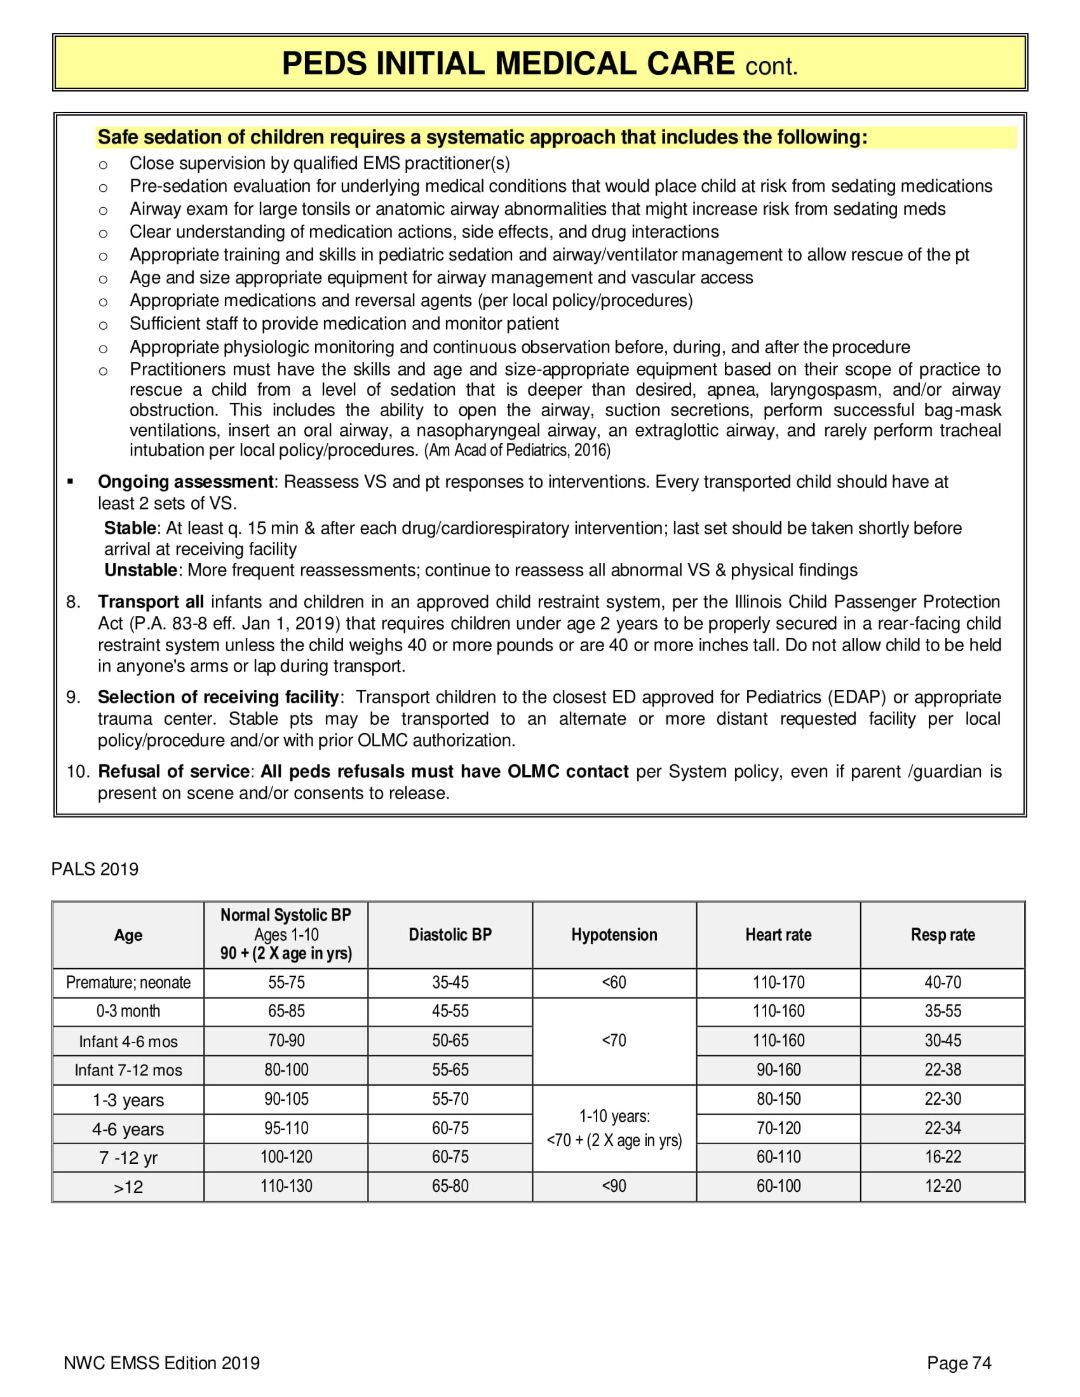 PEDS INITIAL MEDICAL CARE cont.
Safe sedation of children requires a systematic approach that includes the following:
o Close supervision by qualified EMS practitioner(s)
o Pre-sedation evaluation for underlying medical conditions that would place child at risk from sedating medications
o Airway exam for large tonsils or anatomic airway abnormalities that might increase risk from sedating meds
o Clear understanding of medication actions, side effects, and drug interactions
o Appropriate training and skills in pediatric sedation and airway/ventilator management to allow rescue of the pt
o Age and size appropriate equipment for airway management and vascular access
o Appropriate medications and reversal agents (per local policy/procedures)
o Sufficient staff to provide medication and monitor patient
o Appropriate physiologic monitoring and continuous observation before, during, and after the procedure
o Practitioners must have the skills and age and size-appropriate equipment based on their scope of practice to
rescue a child from a level of sedation that is deeper than desired, apnea, laryngospasm, and/or airway
obstruction. This includes the ability to open the airway, suction secretions, perform successful bag-mask
ventilations, insert an oral airway, a nasopharyngeal airway, an extraglottic airway, and rarely perform tracheal
intubation per local policy/procedures. (Am Acad of Pediatrics, 2016)
▪ Ongoing assessment: Reassess VS and pt responses to interventions. Every transported child should have at
least 2 sets of VS.
Stable: At least q. 15 min & after each drug/cardiorespiratory intervention; last set should be taken shortly before
arrival at receiving facility
Unstable: More frequent reassessments; continue to reassess all abnormal VS & physical findings
8. Transport all infants and children in an approved child restraint system, per the Illinois Child Passenger Protection
Act (P.A. 83-8 eff. Jan 1, 2019) that requires children under age 2 years to be properly secured in a rear-facing child
restraint system unless the child weighs 40 or more pounds or are 40 or more inches tall. Do not allow child to be held
in anyone's arms or lap during transport.
9. Selection of receiving facility: Transport children to the closest ED approved for Pediatrics (EDAP) or appropriate
trauma center. Stable pts may be transported to an alternate or more distant requested facility per local
policy/procedure and/or with prior OLMC authorization.
10. Refusal of service: All peds refusals must have OLMC contact per System policy, even if parent /guardian is
present on scene and/or consents to release.
PALS 2019
Age Normal Systolic BP Ages 1-10 90 + (2 X age in yrs) Diastolic BP Hypotension Heart rate Resp rate
Premature; neonate 55-75 35-45 <60 110-170 40-70
0-3 month 65-85 45-55 110-160 35-55
Infant 4-6 mos 70-90 50-65 <70 110-160 30-45
Infant 7-12 mos 80-100 55-65 90-160 22-38
1-3 years 90-105 55-70 1-10 years: <70 + (2 X age in yrs) 80-150 22-30
4-6 years 95-110 60-75 70-120 22-34
7 -12 yr 100-120 60-75 60-110 16-22
>12 110-130 65-80 <90 60-100 12-20
NWC EMSS Edition 2019 Page 74